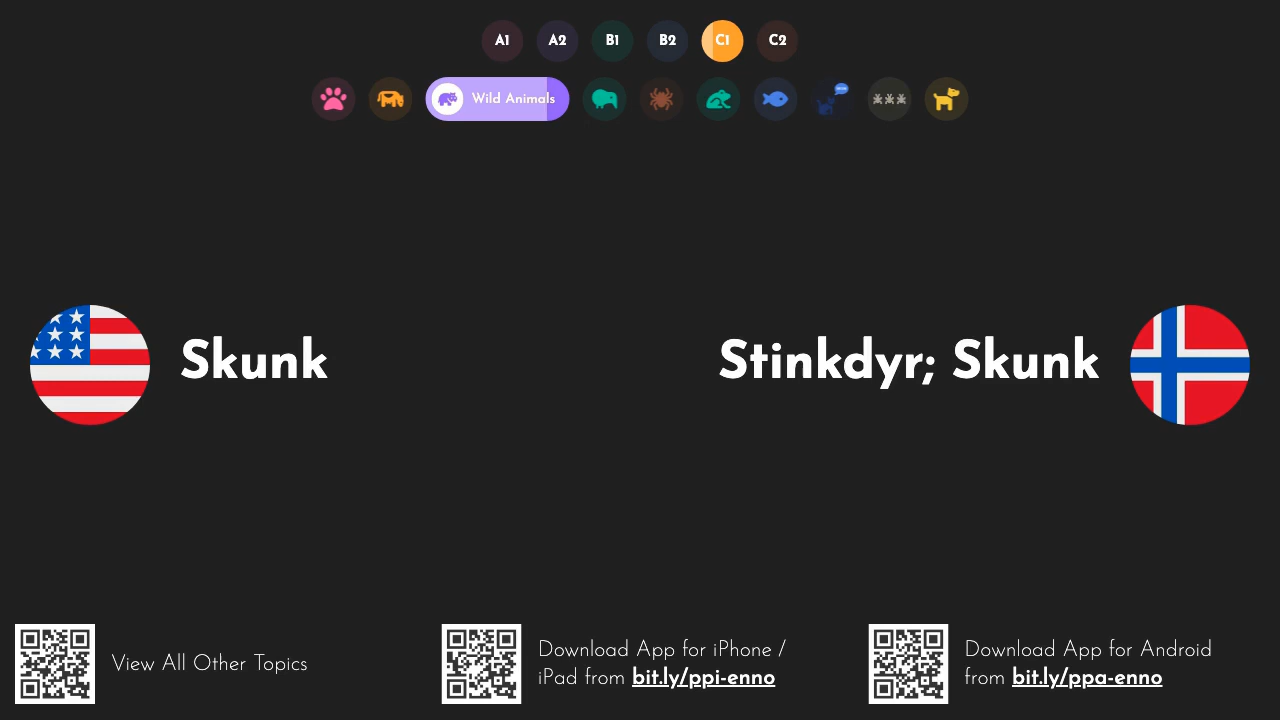 A1 A2 B1 B2 C1 C2
Wild Animals
Skunk
Stinkdyr; Skunk
View All Other Topics
Download App for iPhone /
iPad from bit.ly/ppi-enno
Download App for Android
from bit.ly/ppa-enno